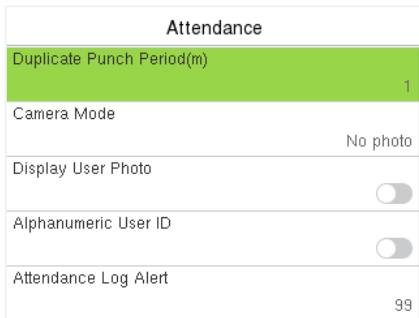 Attendance
Duplicate Punch Period(m)
1
Camera Mode
No photo
Display User Photo
Alphanumeric User ID
Attendance Log Alert
99